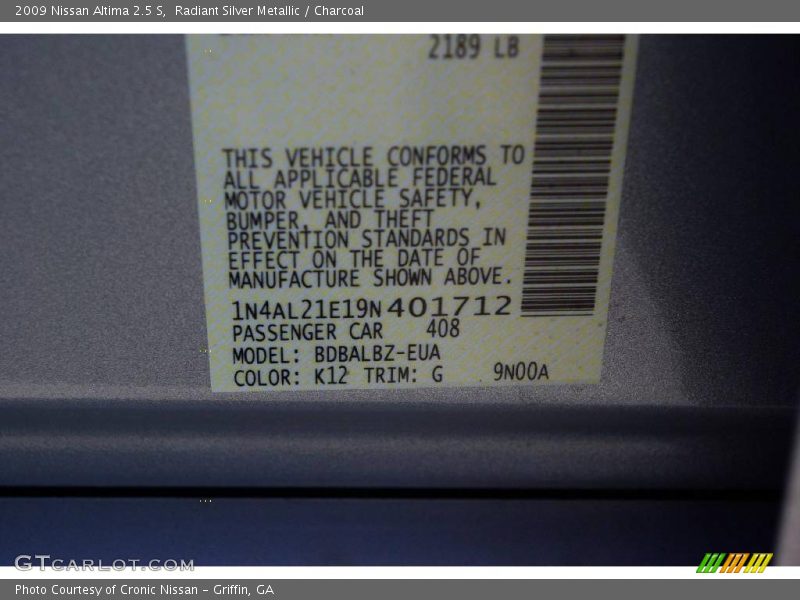 2009 Nissan Altima 2.5 S, Radiant Silver Metallic / Charcoal
2189 LB
THIS VEHICLE CONFORMS TO
ALL APPLICABLE FEDERAL
MOTOR VEHICLE SAFETY,
BUMPER, AND THEFT
PREVENTION STANDARDS IN
EFFECT ON THE DATE OF
MANUFACTURE SHOWN ABOVE.
1N4AL21E19N401712
PASSENGER CAR 408
MODEL: BDBALBZ-EUA
COLOR: K12 TRIM: G 9N00A
GTCARLOT.COM
Photo Courtesy of Cronic Nissan - Griffin, GA